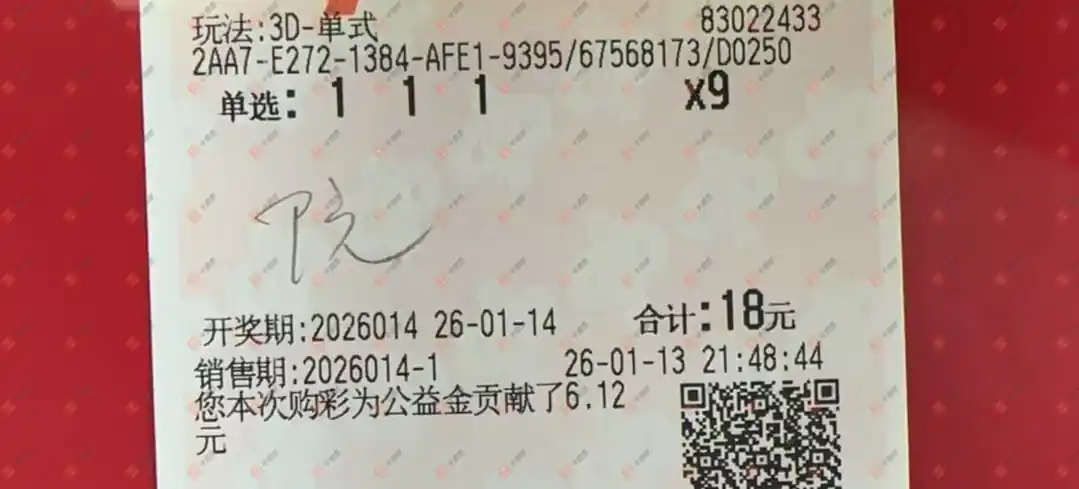 玩法:3D-单式 83022433
2AA7-E272-1384-AFE1-9395/67568173/D0250
单选: 1 1 1 x9
开奖期:2026014 26-01-14 合计:18元
销售期:2026014-1 26-01-13 21:48:44
您本次购彩为公益金贡献了6.12
元